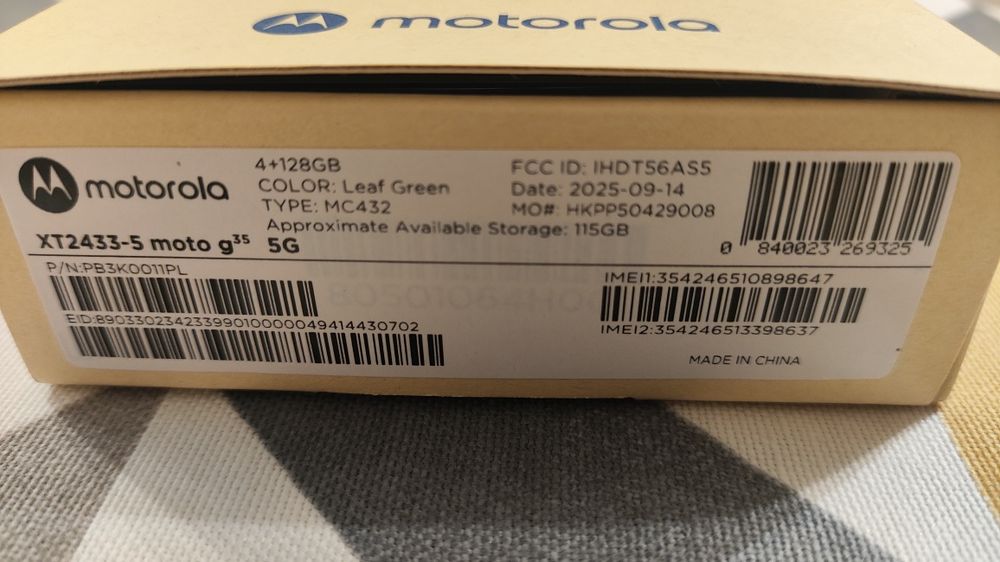 motorola
motorola
4+128GB
COLOR: Leaf Green
TYPE: MC432
Approximate Available Storage: 115GB
FCC ID: IHDT56AS5
Date: 2025-09-14
MO#: HKPP50429008
0 840023 269325
XT2433-5 moto g35 5G
P/N:PB3K0011PL
EID:89033023423399010000049414430702
IMEI1:354246510898647
IMEI2:354246513398637
MADE IN CHINA